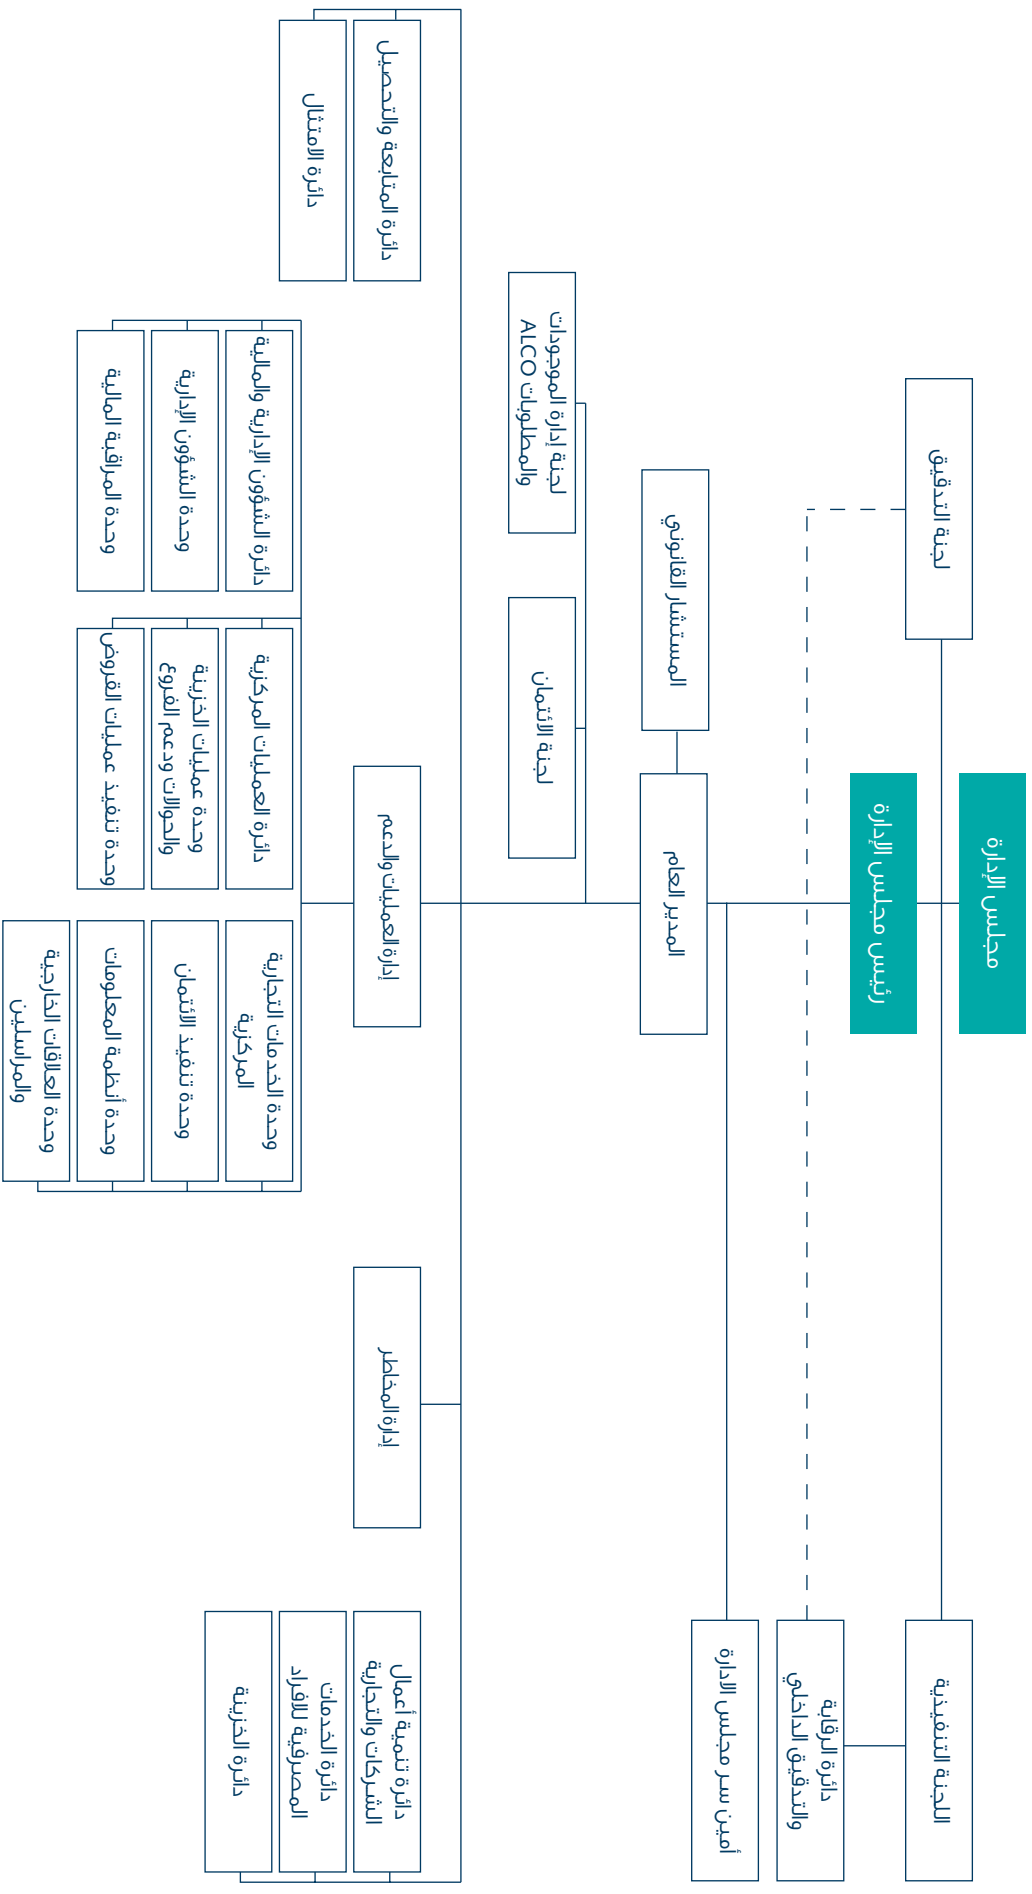 مجلس الإدارة
رئيس مجلس الإدارة
لجنة التدقيق
اللجنة التنفيذية
دائرة الرقابة
والتدقيق الداخلي
أمين سر مجلس الادارة
المستشار القانوني
المدير العام
لجنة إدارة الموجودات
والمطلوبات ALCO
لجنة الائتمان
دائرة المتابعة والتحصيل
دائرة الامتثال
إدارة العمليات والدعم
إدارة المخاطر
دائرة تنمية أعمال
الشركات والتجارية
دائرة الخدمات
المصرفية للافراد
دائرة الخزينة
دائرة الشؤون الإدارية والمالية
وحدة الشؤون الإدارية
وحدة المراقبة المالية
دائرة العمليات المركزية
وحدة عمليات الخزينة
والحوالات ودعم الفروع
وحدة تنفيذ عمليات القروض
وحدة الخدمات التجارية
المركزية
وحدة تنفيذ الائتمان
وحدة أنظمة المعلومات
وحدة العلاقات الخارجية
والمراسلين